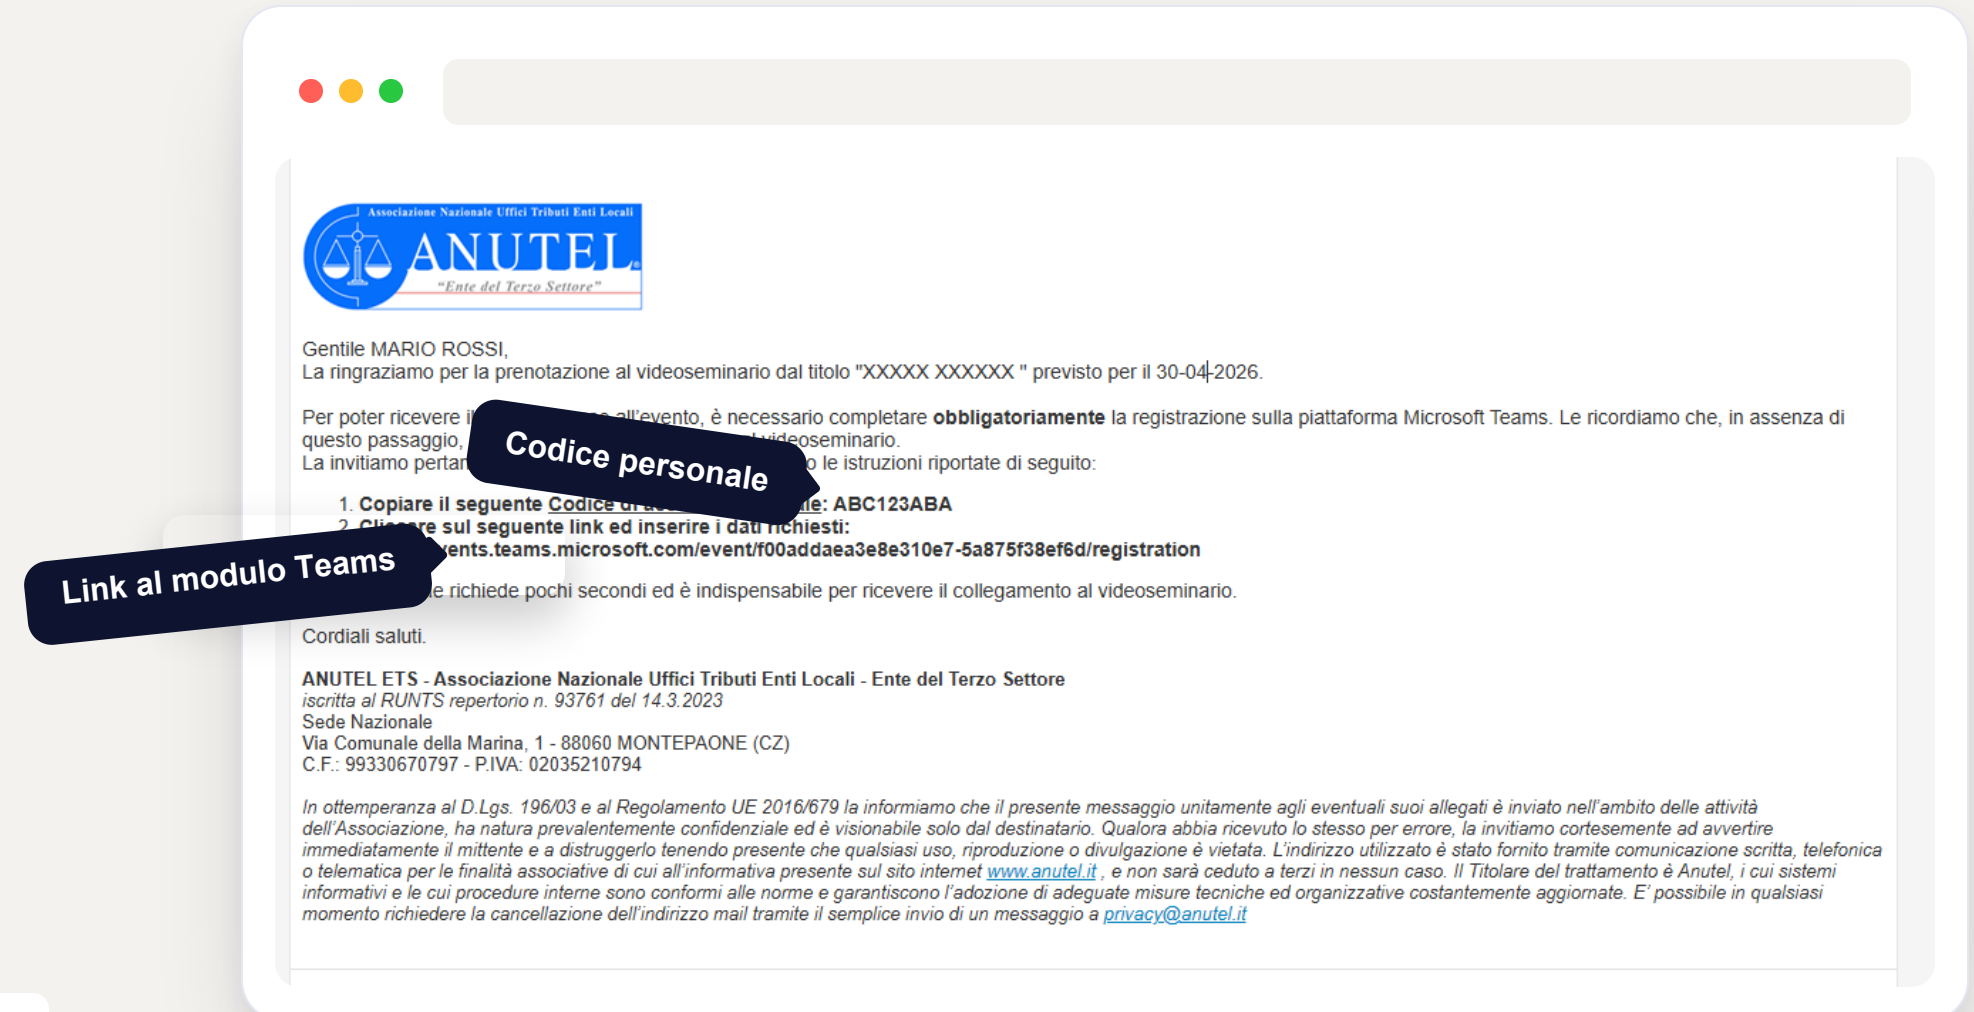 Associazione Nazionale Uffici Tributi Enti Locali
ANUTEL®
“Ente del Terzo Settore”
Gentile MARIO ROSSI,
La ringraziamo per la prenotazione al videoseminario dal titolo "XXXXX XXXXXX " previsto per il 30-04-2026.
Per poter ricevere all'evento, è necessario completare obbligatoriamente la registrazione sulla piattaforma Microsoft Teams. Le ricordiamo che, in assenza di
questo passaggio, videoseminario.
La invitiamo le istruzioni riportate di seguito:
Codice personale
1. Copiare il seguente Codice di : ABC123ABA
2. sul seguente link ed inserire i dati richiesti:
Link al modulo Teams
.teams.microsoft.com/event/f00addaea3e8e310e7-5a875f38ef6d/registration
richiede pochi secondi ed è indispensabile per ricevere il collegamento al videoseminario.
Cordiali saluti.
ANUTEL ETS - Associazione Nazionale Uffici Tributi Enti Locali - Ente del Terzo Settore
iscritta al RUNTS repertorio n. 93761 del 14.3.2023
Sede Nazionale
Via Comunale della Marina, 1 - 88060 MONTEPAONE (CZ)
C.F.: 99330670797 - P.IVA: 02035210794
In ottemperanza al D.Lgs. 196/03 e al Regolamento UE 2016/679 la informiamo che il presente messaggio unitamente agli eventuali suoi allegati è inviato nell'ambito delle attività
dell'Associazione, ha natura prevalentemente confidenziale ed è visionabile solo dal destinatario. Qualora abbia ricevuto lo stesso per errore, la invitiamo cortesemente ad avvertire
immediatamente il mittente e a distruggerlo tenendo presente che qualsiasi uso, riproduzione o divulgazione è vietata. L'indirizzo utilizzato è stato fornito tramite comunicazione scritta, telefonica
o telematica per le finalità associative di cui all'informativa presente sul sito internet www.anutel.it , e non sarà ceduto a terzi in nessun caso. Il Titolare del trattamento è Anutel, i cui sistemi
informativi e le cui procedure interne sono conformi alle norme e garantiscono l'adozione di adeguate misure tecniche ed organizzative costantemente aggiornate. E' possibile in qualsiasi
momento richiedere la cancellazione dell'indirizzo mail tramite il semplice invio di un messaggio a privacy@anutel.it